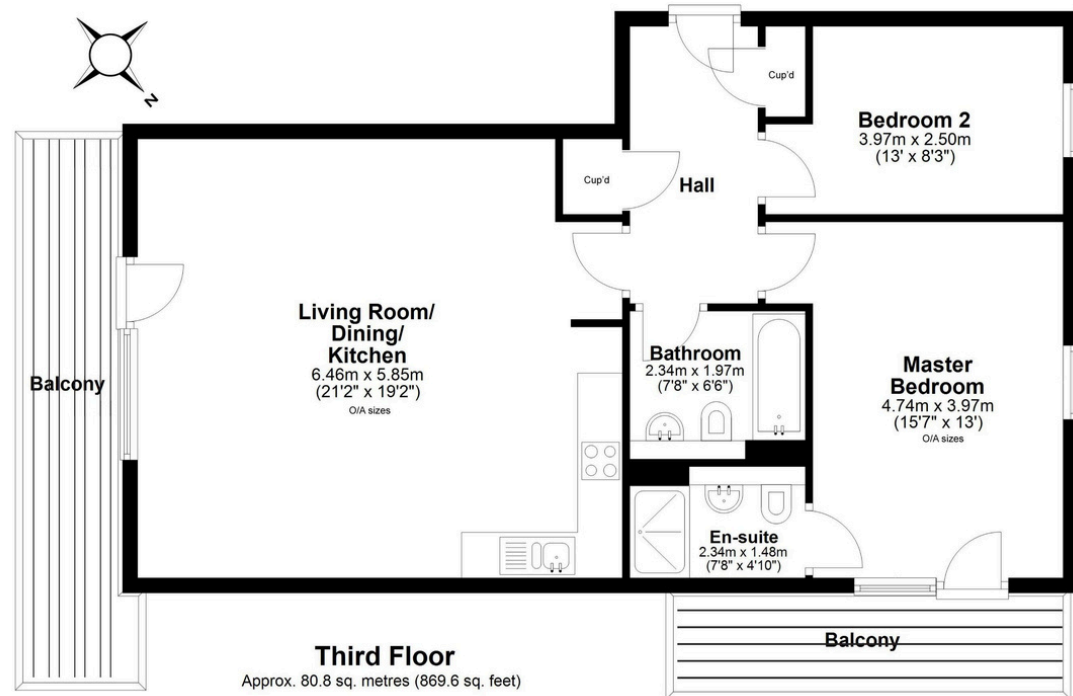 N
Cup'd
Bedroom 2
3.97m x 2.50m
(13' x 8'3")
Cup'd
Hall
Living Room/
Dining/
Kitchen
6.46m x 5.85m
(21'2" x 19'2")
O/A sizes
Balcony
Bathroom
2.34m x 1.97m
(7'8" x 6'6")
Master
Bedroom
4.74m x 3.97m
(15'7" x 13')
O/A sizes
En-suite
2.34m x 1.48m
(7'8" x 4'10")
Balcony
Third Floor
Approx. 80.8 sq. metres (869.6 sq. feet)